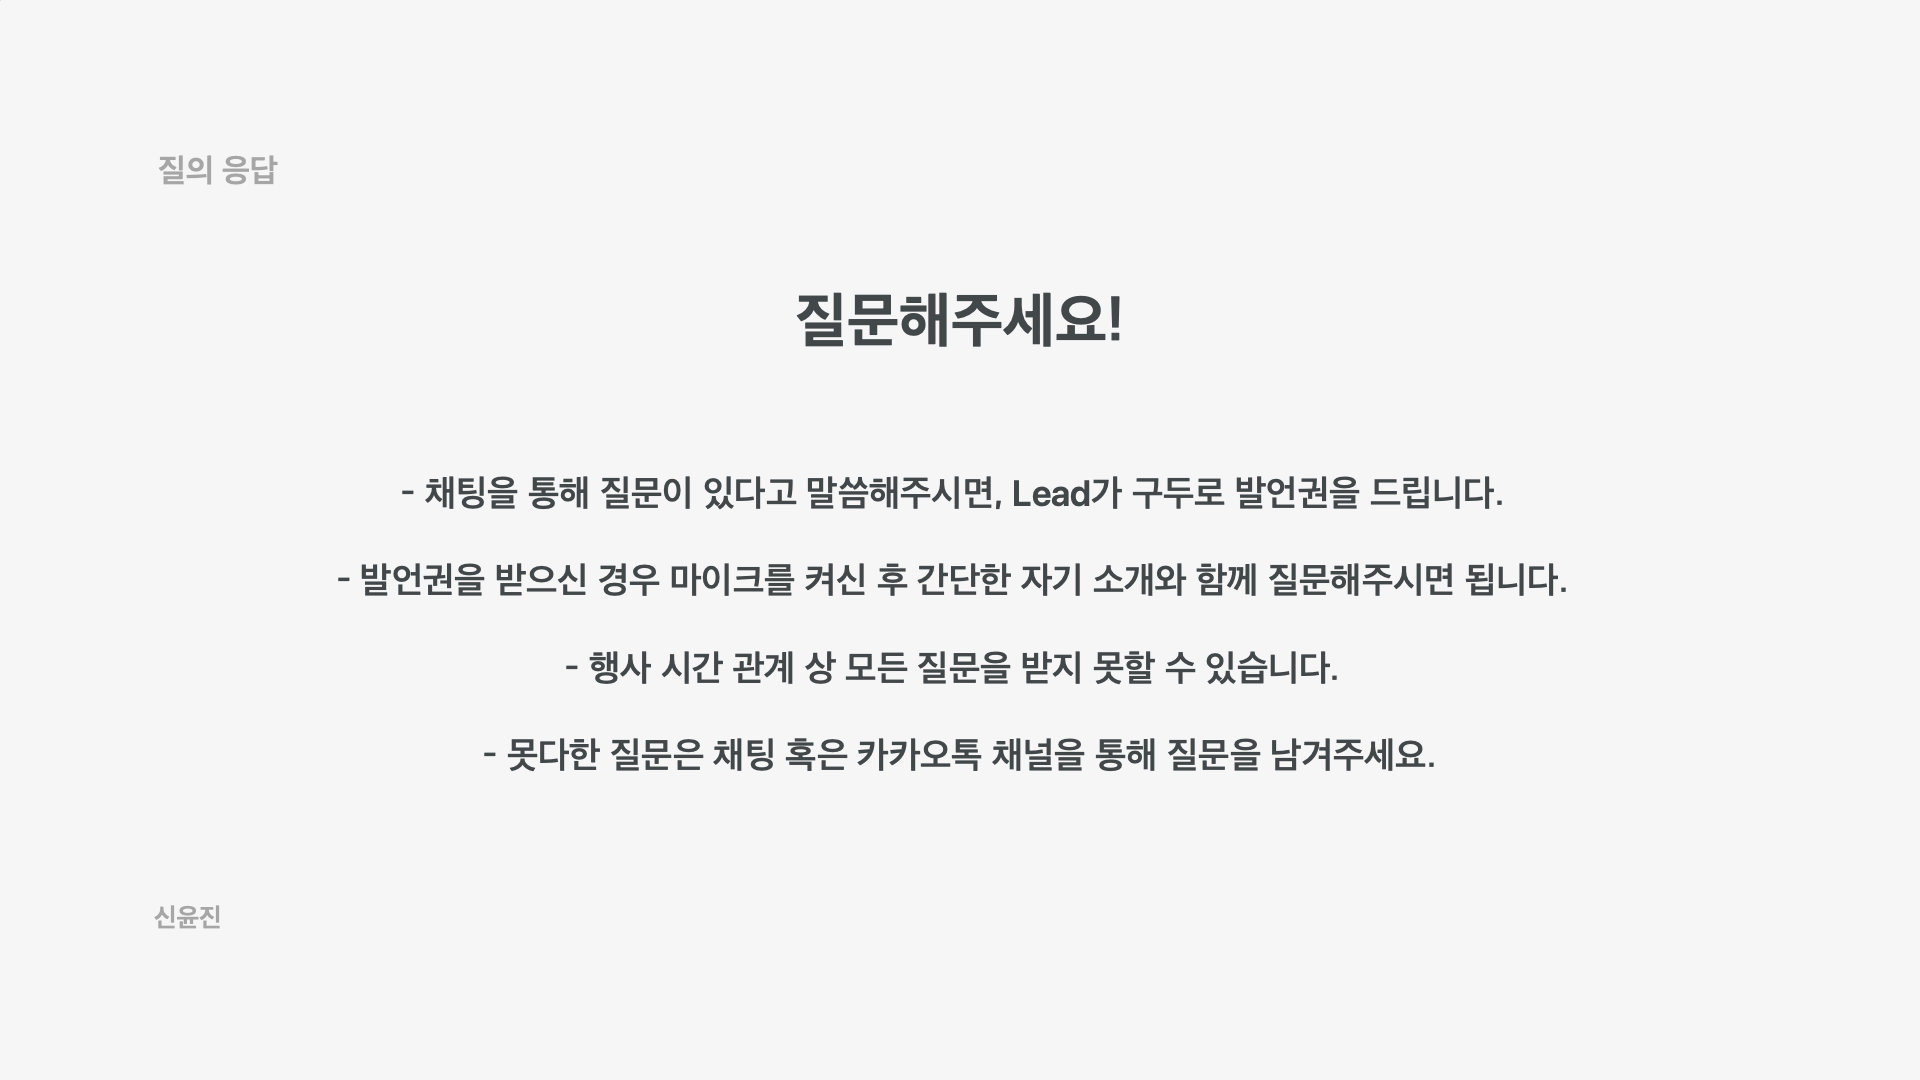 질의 응답
질문해주세요!
- 채팅을 통해 질문이 있다고 말씀해주시면, Lead가 구두로 발언권을 드립니다.
- 발언권을 받으신 경우 마이크를 켜신 후 간단한 자기 소개와 함께 질문해주시면 됩니다.
- 행사 시간 관계 상 모든 질문을 받지 못할 수 있습니다.
- 못다한 질문은 채팅 혹은 카카오톡 채널을 통해 질문을 남겨주세요.
신윤진